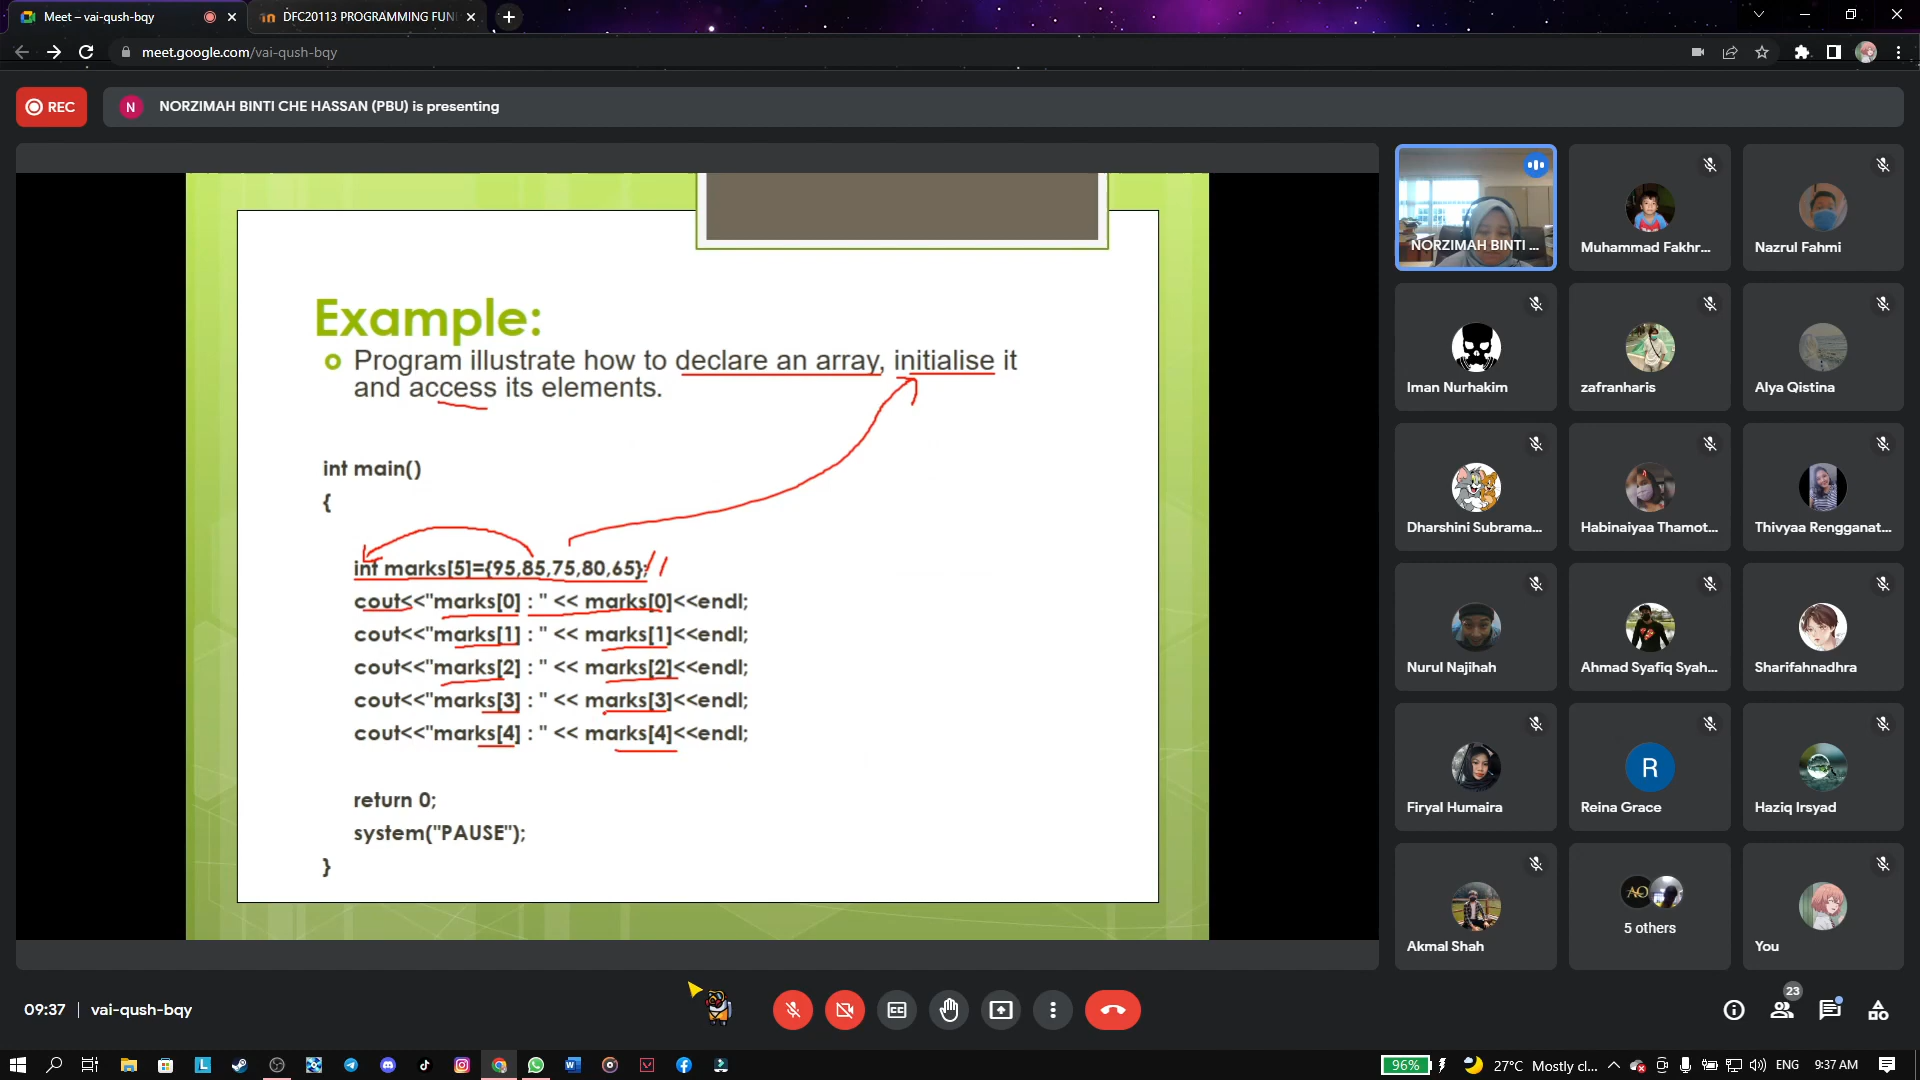 Meet – vai-qush-bqy
DFC20113 PROGRAMMING FUN
meet.google.com/vai-qush-bqy
REC
N
NORZIMAH BINTI CHE HASSAN (PBU) is presenting
Example:
Program illustrate how to declare an array, initialise it
and access its elements.
int main()
{
int marks[5]={95,85,75,80,65};
cout<<"marks[0] : " << marks[0]<<endl;
cout<<"marks[1] : " << marks[1]<<endl;
cout<<"marks[2] : " << marks[2]<<endl;
cout<<"marks[3] : " << marks[3]<<endl;
cout<<"marks[4] : " << marks[4]<<endl;
return 0;
system("PAUSE");
}
NORZIMAH BINTI ...
Muhammad Fakhr...
Nazrul Fahmi
Iman Nurhakim
zafranharis
Alya Qistina
Dharshini Subrama...
Habinaiyaa Thamot...
Thivyaa Rengganat...
Nurul Najihah
Ahmad Syafiq Syah...
Sharifahnadhra
Firyal Humaira
R
Reina Grace
Haziq Irsyad
Akmal Shah
AO
5 others
You
09:37 | vai-qush-bqy
23
96%
27°C Mostly cl...
ENG
9:37 AM